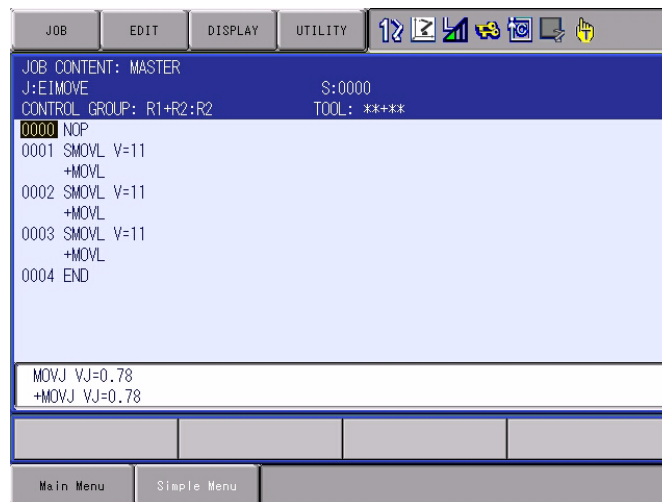 JOB EDIT DISPLAY UTILITY
JOB CONTENT: MASTER
J:EIMOVE S:0000
CONTROL GROUP: R1+R2:R2 TOOL: **+**
0000 NOP
0001 SMOVL V=11
+MOVL
0002 SMOVL V=11
+MOVL
0003 SMOVL V=11
+MOVL
0004 END
MOVJ VJ=0.78
+MOVJ VJ=0.78
Main Menu Simple Menu